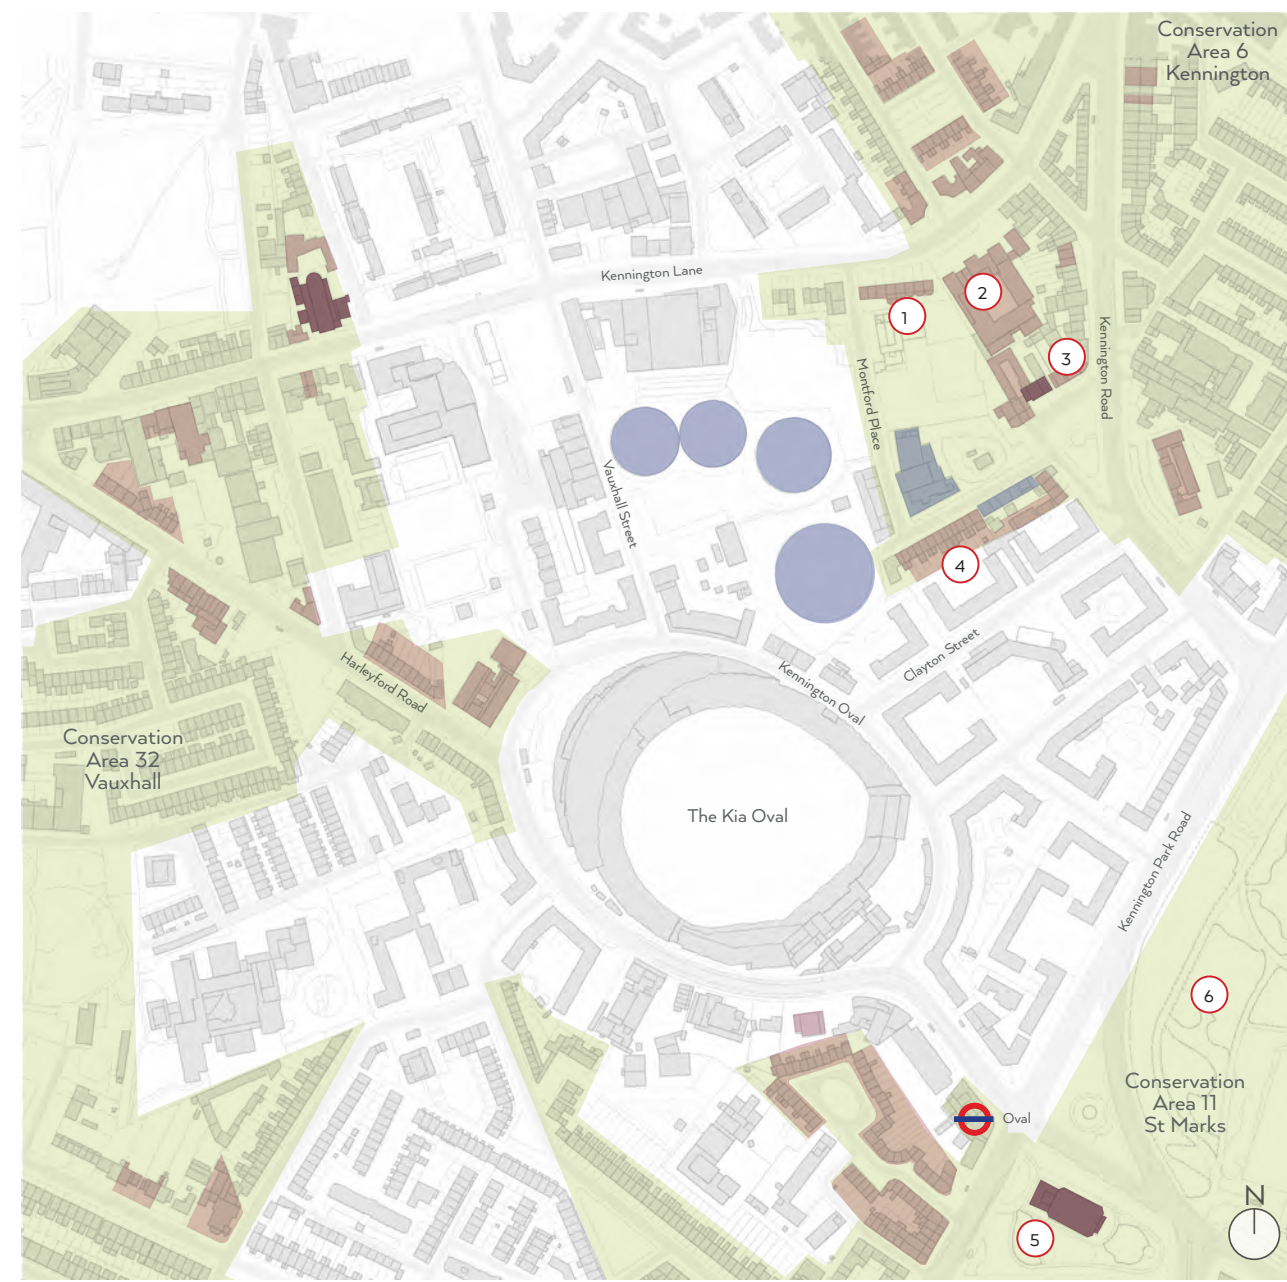 Conservation
Area 6
Kennington
Kennington Lane
1
2
3
Kennington Road
Montford Place
Vauxhall Street
4
Clayton Street
Kennington Oval
Harleyford Road
Conservation
Area 32
Vauxhall
The Kia Oval
Kennington Park Road
6
Conservation
Area 11
St Marks
Oval
N
5